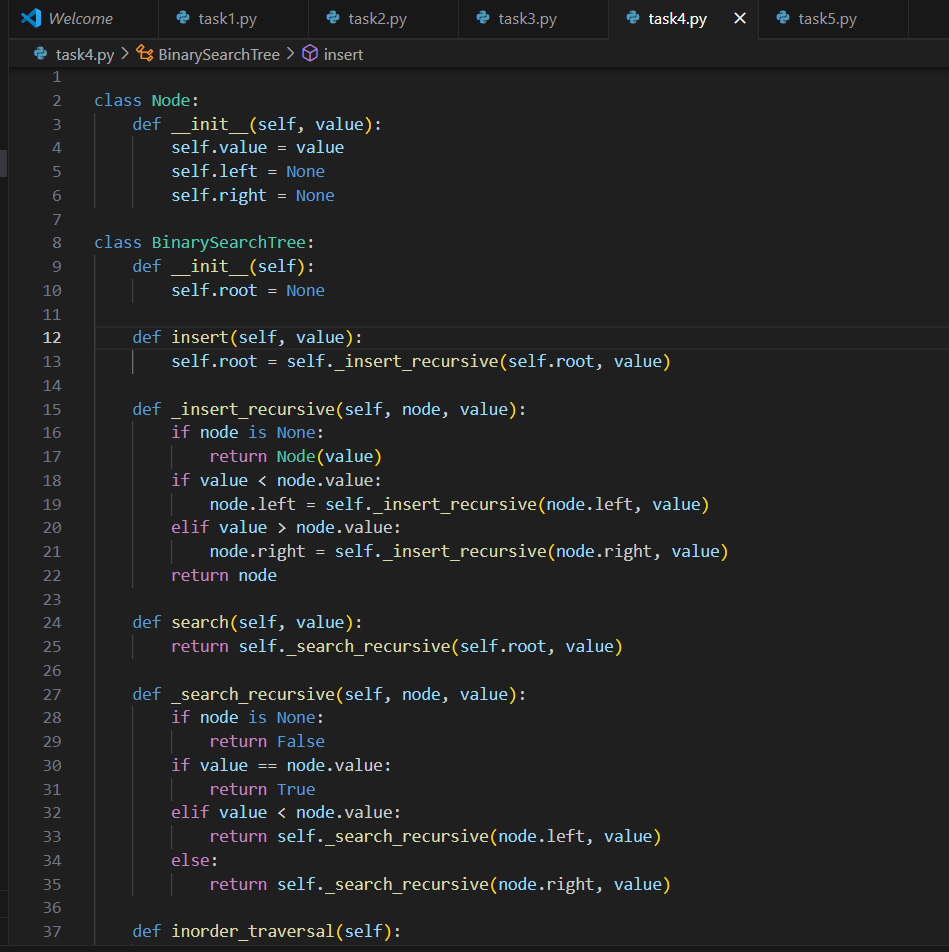 Welcome task1.py task2.py task3.py task4.py × task5.py
task4.py > BinarySearchTree > insert
1
2 class Node:
3     def __init__(self, value):
4         self.value = value
5         self.left = None
6         self.right = None
7
8 class BinarySearchTree:
9     def __init__(self):
10         self.root = None
11
12     def insert(self, value):
13         self.root = self._insert_recursive(self.root, value)
14
15     def _insert_recursive(self, node, value):
16         if node is None:
17             return Node(value)
18         if value < node.value:
19             node.left = self._insert_recursive(node.left, value)
20         elif value > node.value:
21             node.right = self._insert_recursive(node.right, value)
22         return node
23
24     def search(self, value):
25         return self._search_recursive(self.root, value)
26
27     def _search_recursive(self, node, value):
28         if node is None:
29             return False
30         if value == node.value:
31             return True
32         elif value < node.value:
33             return self._search_recursive(node.left, value)
34         else:
35             return self._search_recursive(node.right, value)
36
37     def inorder_traversal(self):